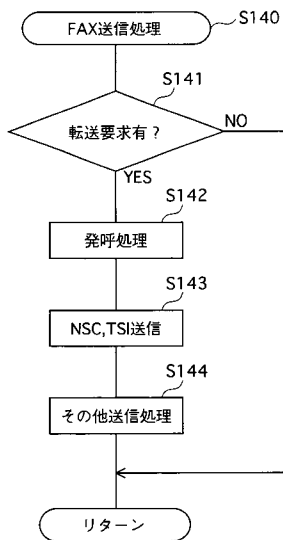 FAX送信処理
S140
S141
転送要求有?
NO
YES
S142
発呼処理
S143
NSC,TSI送信
S144
その他送信処理
リターン